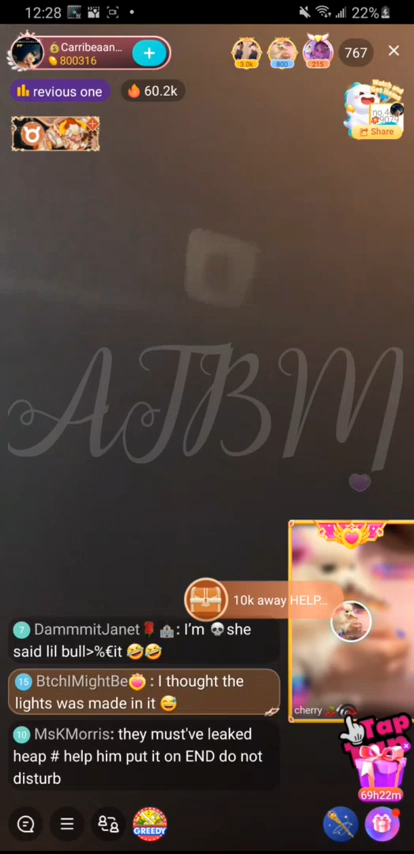 12:28
22%
Carribeaan...
800316
3.0k
800
215
767
revious one
60.2k
Share
AJBM
10k away HELP...
7 DammmitJanet: I'm 💀she
said lil bull>%€it 🤣🤣
15 BtchIMightBe: I thought the
lights was made in it 😅
10 MsKMorris: they must've leaked
heap # help him put it on END do not
disturb
cherry
Tap
69h22m
GREEDY